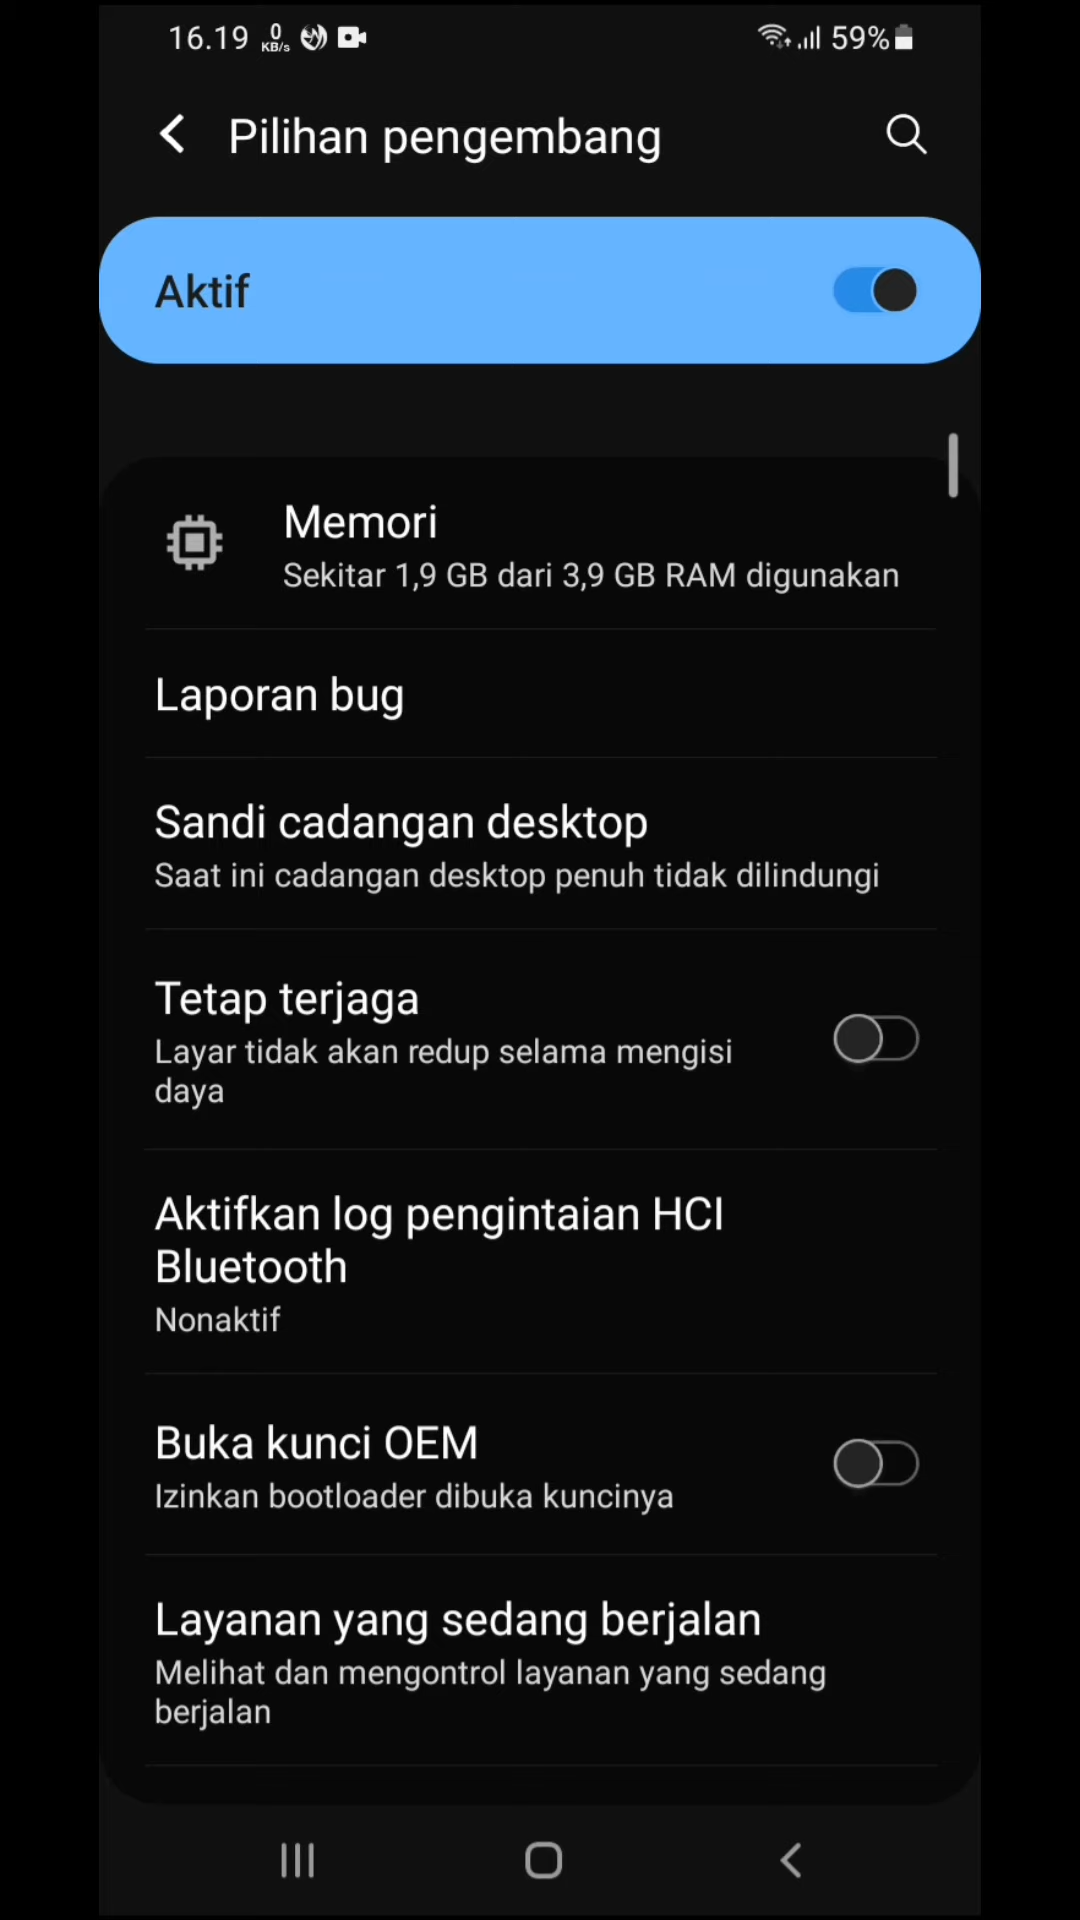 16.19 0 KB/s 59%
Pilihan pengembang
Aktif
Memori
Sekitar 1,9 GB dari 3,9 GB RAM digunakan
Laporan bug
Sandi cadangan desktop
Saat ini cadangan desktop penuh tidak dilindungi
Tetap terjaga
Layar tidak akan redup selama mengisi
daya
Aktifkan log pengintaian HCI
Bluetooth
Nonaktif
Buka kunci OEM
Izinkan bootloader dibuka kuncinya
Layanan yang sedang berjalan
Melihat dan mengontrol layanan yang sedang
berjalan